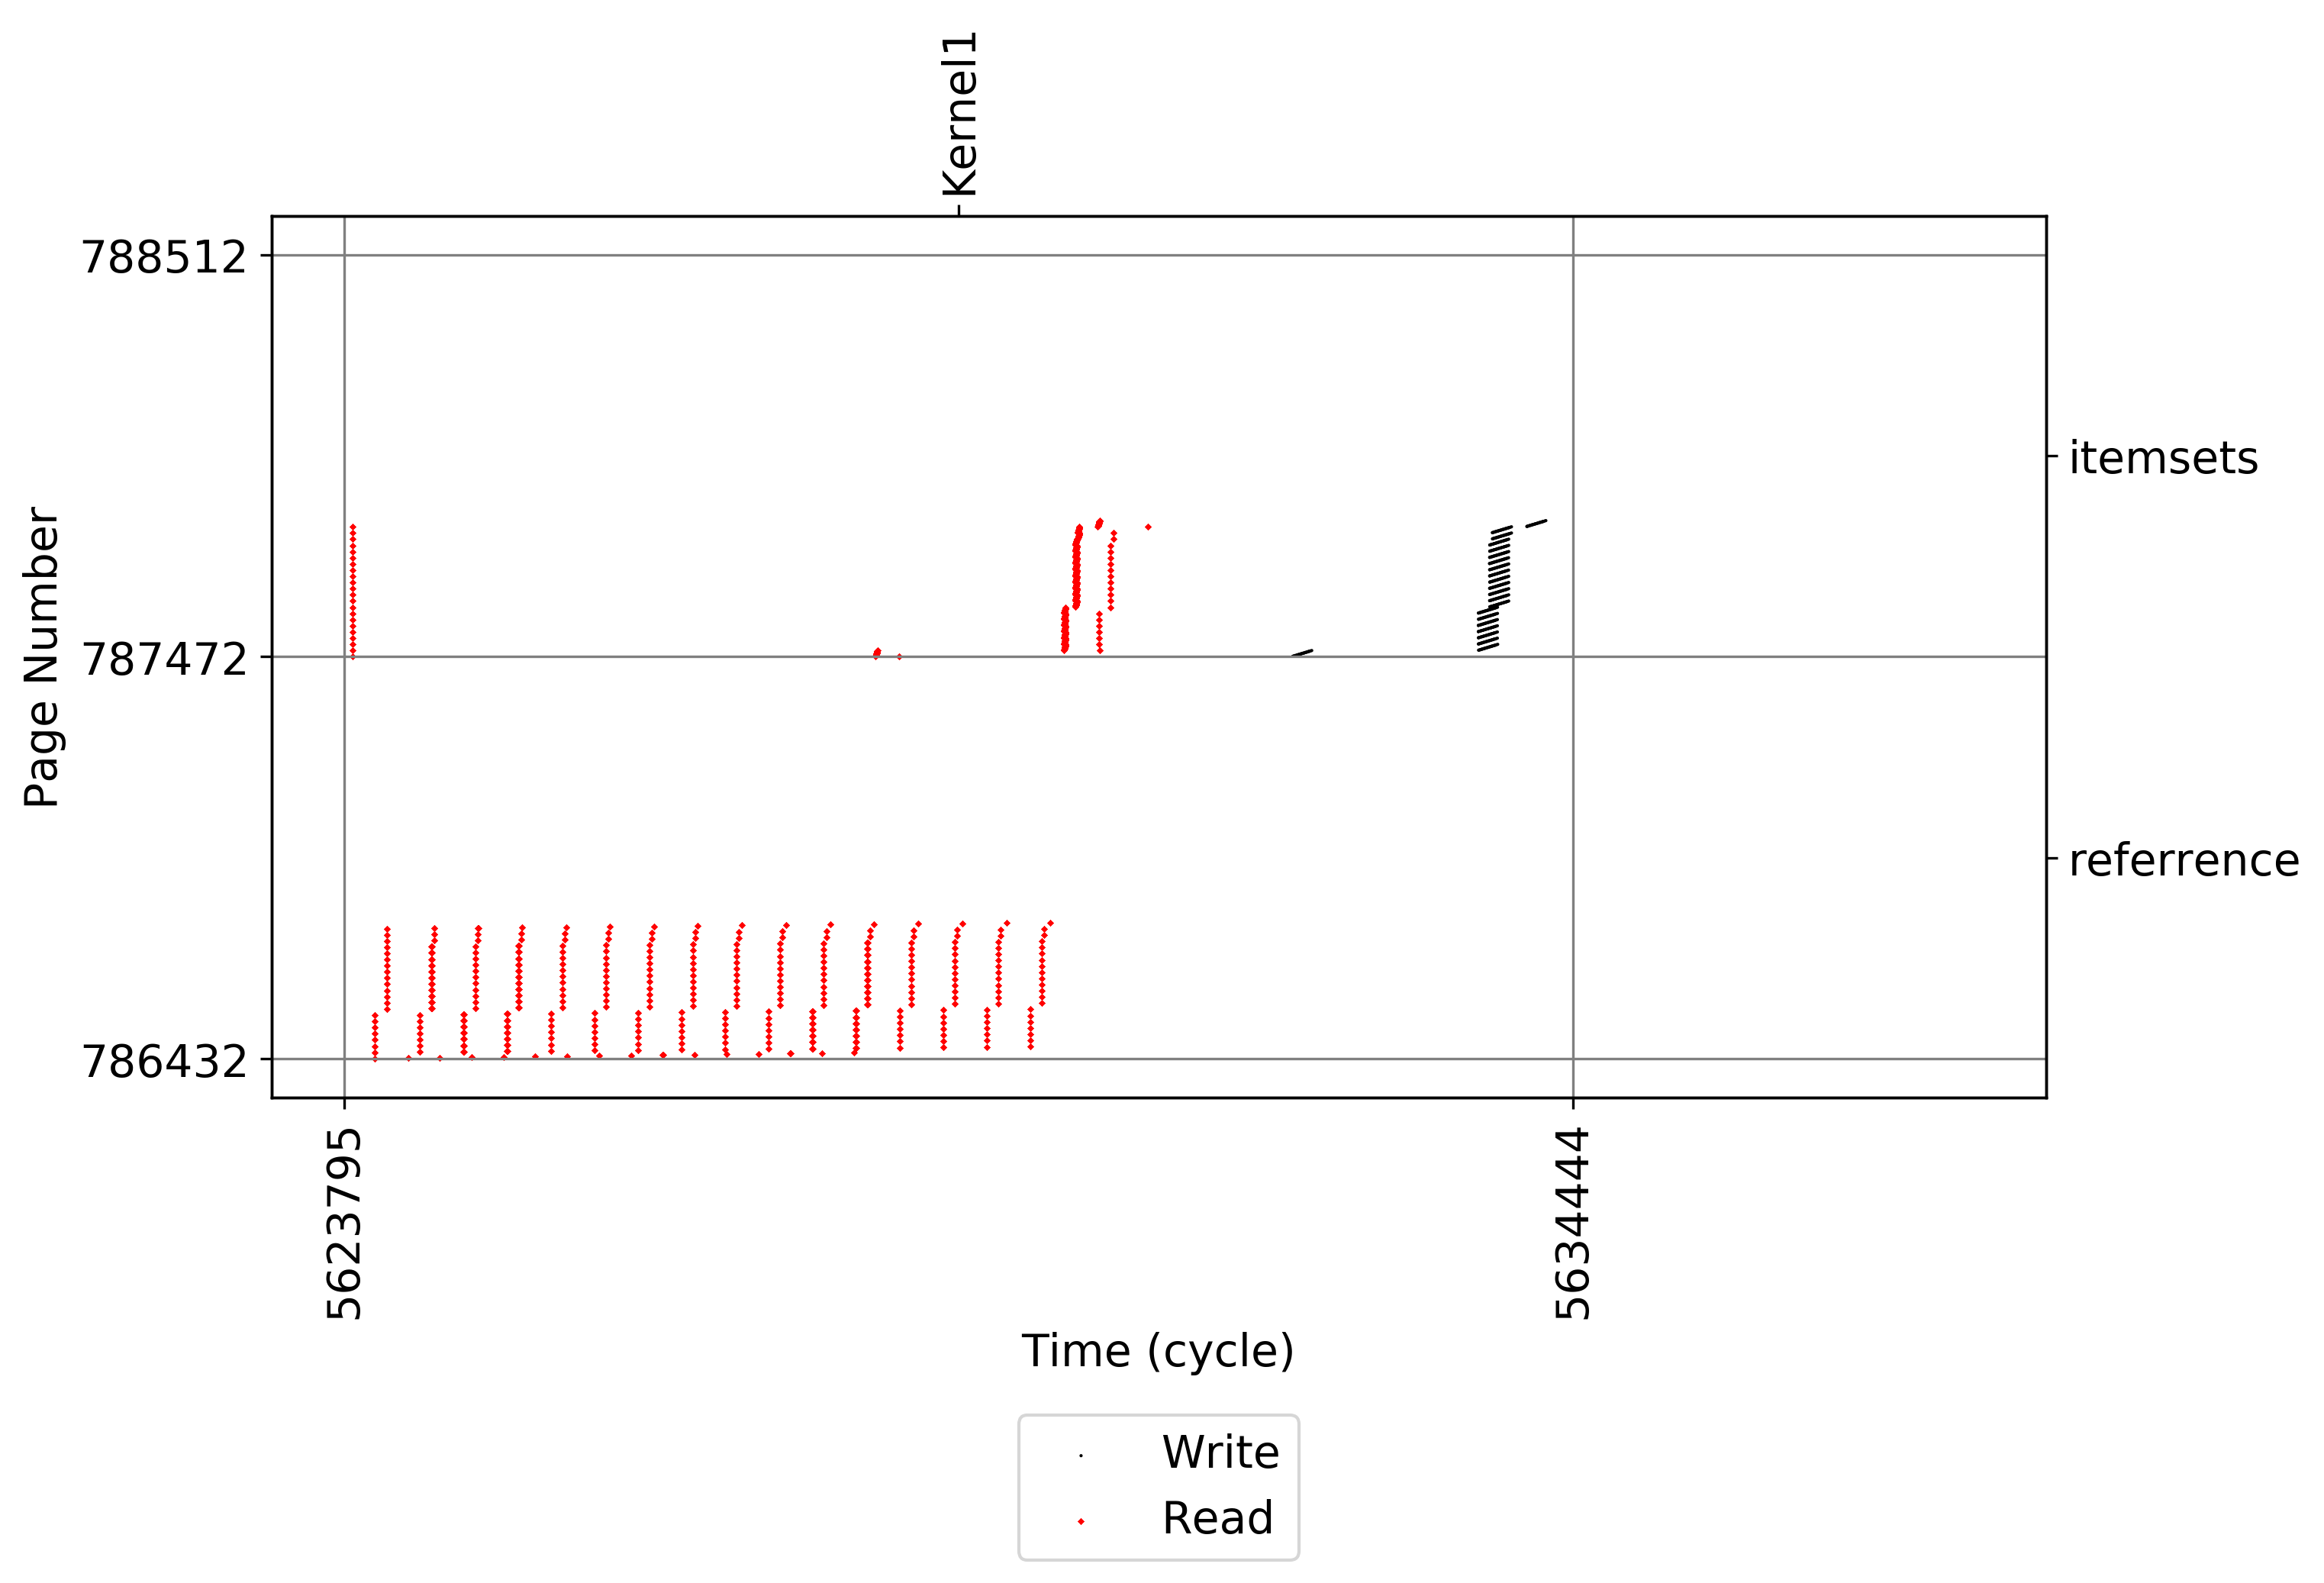 Kernel1
788512
787472
786432
Page Number
itemsets
referrence
5623795
5634444
Time (cycle)
Write
Read